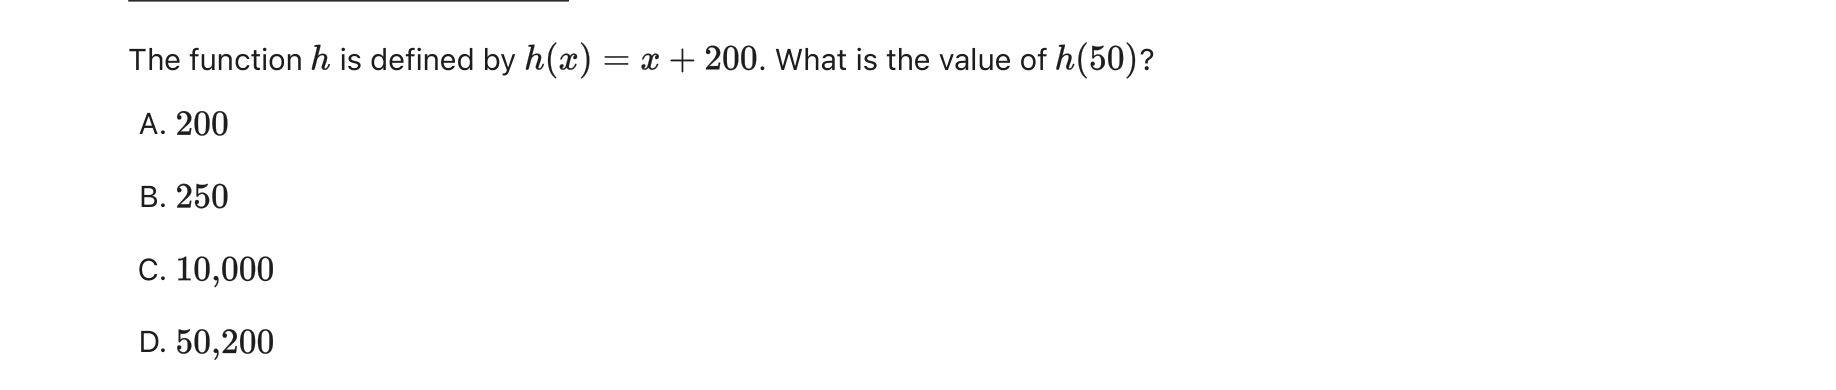 The function h is defined by h(x) = x + 200. What is the value of h(50)?
A. 200
B. 250
C. 10,000
D. 50,200